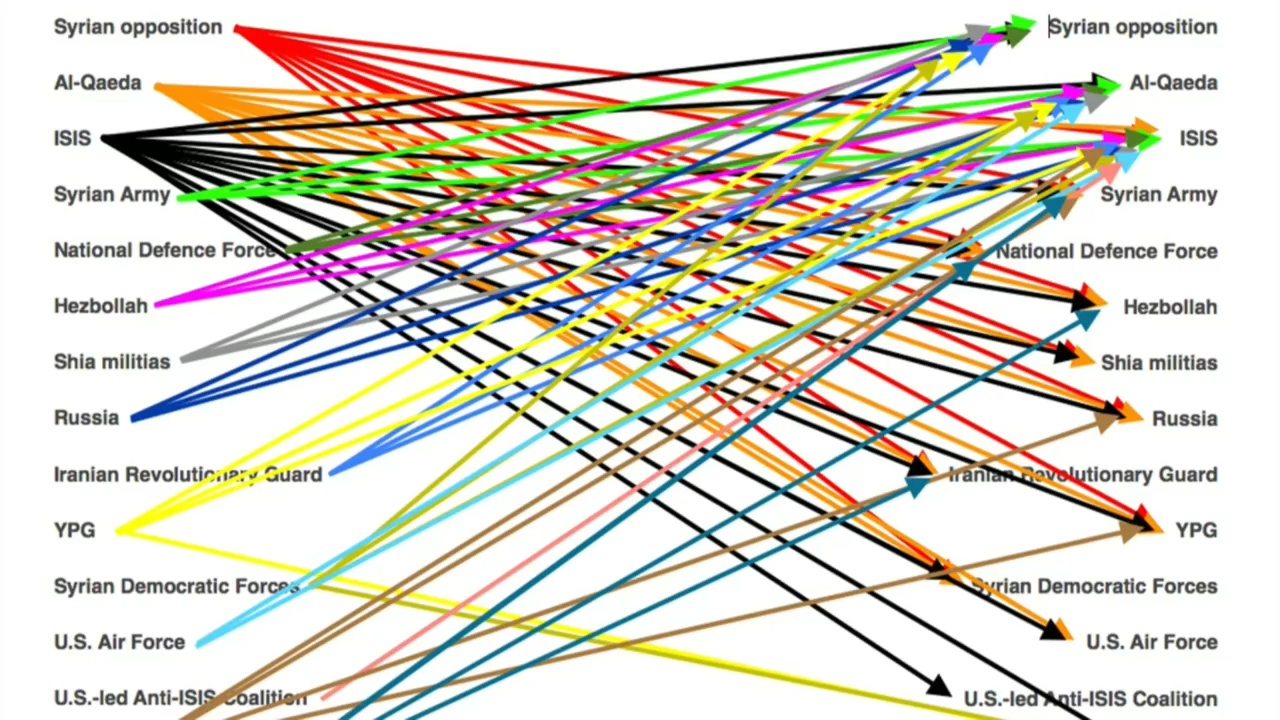 Syrian opposition Syrian opposition
Al-Qaeda Al-Qaeda
ISIS ISIS
Syrian Army Syrian Army
National Defence Force National Defence Force
Hezbollah Hezbollah
Shia militias Shia militias
Russia Russia
Iranian Revolutionary Guard Iranian Revolutionary Guard
YPG YPG
Syrian Democratic Forces Syrian Democratic Forces
U.S. Air Force U.S. Air Force
U.S.-led Anti-ISIS Coalition U.S.-led Anti-ISIS Coalition